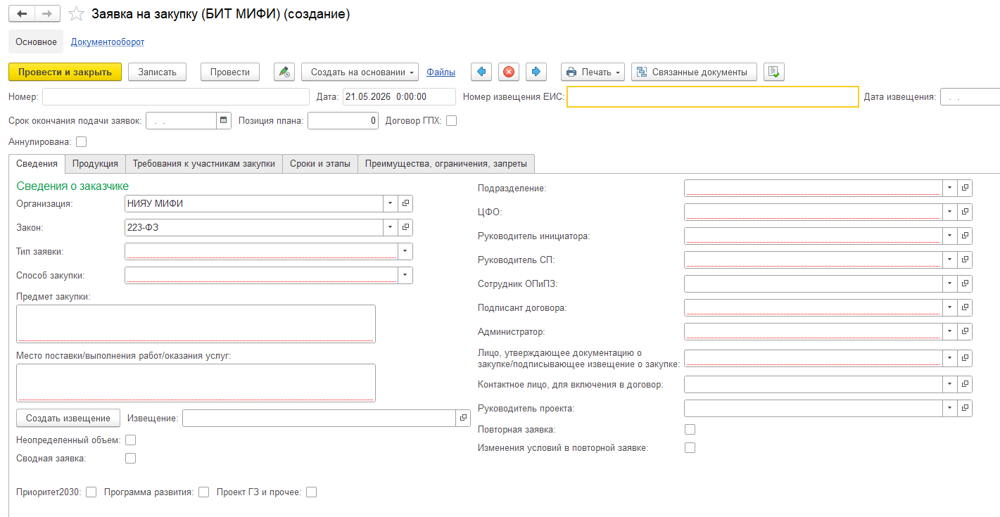 Заявка на закупку (БИТ МИФИ) (создание)
Основное Документооборот
Провести и закрыть Записать Провести Создать на основании Файлы Печать Связанные документы
Номер: Дата: 21.05.2026 0:00:00 Номер извещения ЕИС: Дата извещения: . .
Срок окончания подачи заявок: . . Позиция плана: 0 Договор ГПХ:
Аннулирована:
Сведения Продукция Требования к участникам закупки Сроки и этапы Преимущества, ограничения, запреты
Сведения о заказчике
Организация: НИЯУ МИФИ
Закон: 223-ФЗ
Тип заявки:
Способ закупки:
Предмет закупки:
Место поставки/выполнения работ/оказания услуг:
Создать извещение Извещение:
Неопределенный объем:
Сводная заявка:
Приоритет2030: Программа развития: Проект ГЗ и прочее:
Подразделение:
ЦФО:
Руководитель инициатора:
Руководитель СП:
Сотрудник ОПиПЗ:
Подписант договора:
Администратор:
Лицо, утверждающее документацию о
закупке/подписывающее извещение о закупке:
Контактное лицо, для включения в договор:
Руководитель проекта:
Повторная заявка:
Изменения условий в повторной заявке: